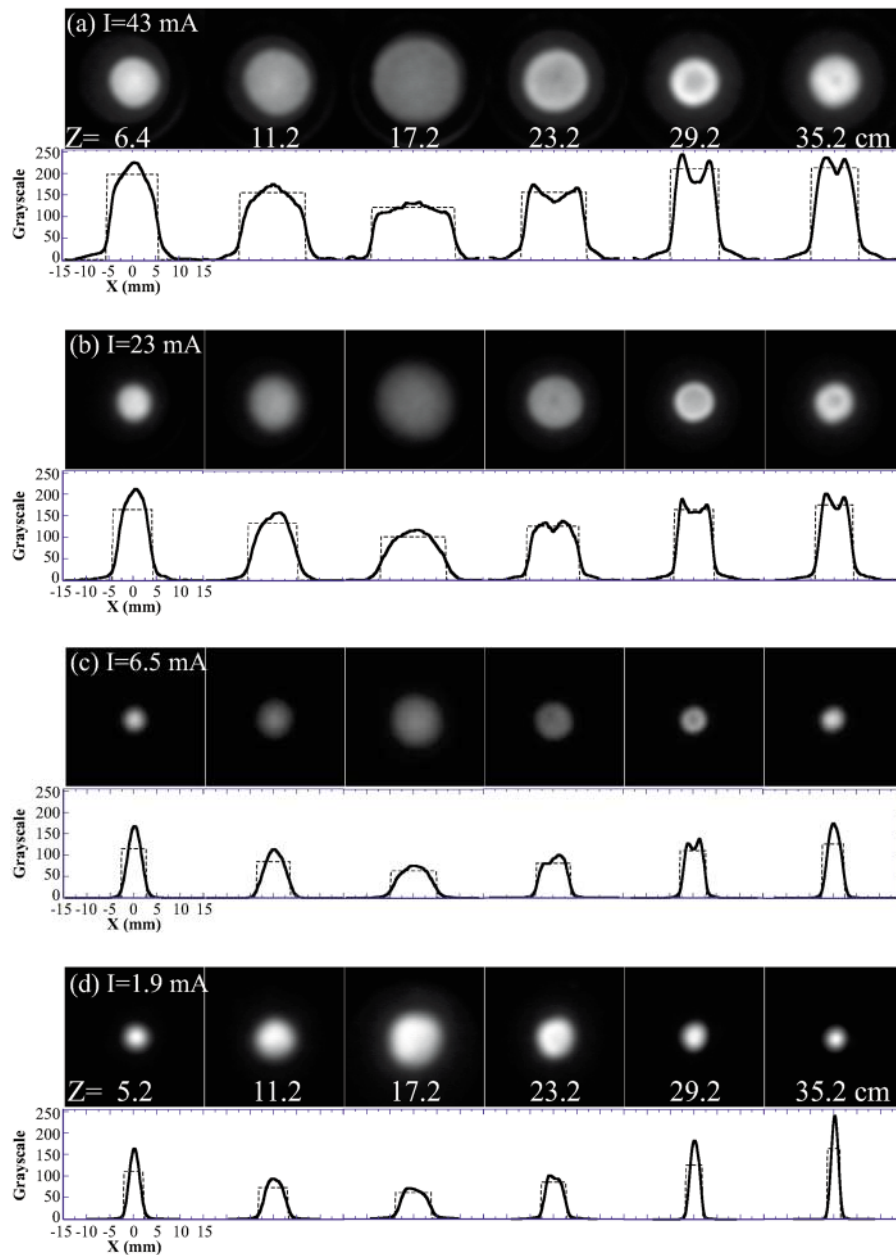 (a) I=43 mA
Z= 6.4 11.2 17.2 23.2 29.2 35.2 cm
250
200
150
100
50
0
Grayscale
-15 -10 -5 0 5 10 15
X (mm)
(b) I=23 mA
250
200
150
100
50
0
Grayscale
-15 -10 -5 0 5 10 15
X (mm)
(c) I=6.5 mA
250
200
150
100
50
0
Grayscale
-15 -10 -5 0 5 10 15
X (mm)
(d) I=1.9 mA
Z= 5.2 11.2 17.2 23.2 29.2 35.2 cm
250
200
150
100
50
0
Grayscale
-15 -10 -5 0 5 10 15
X (mm)